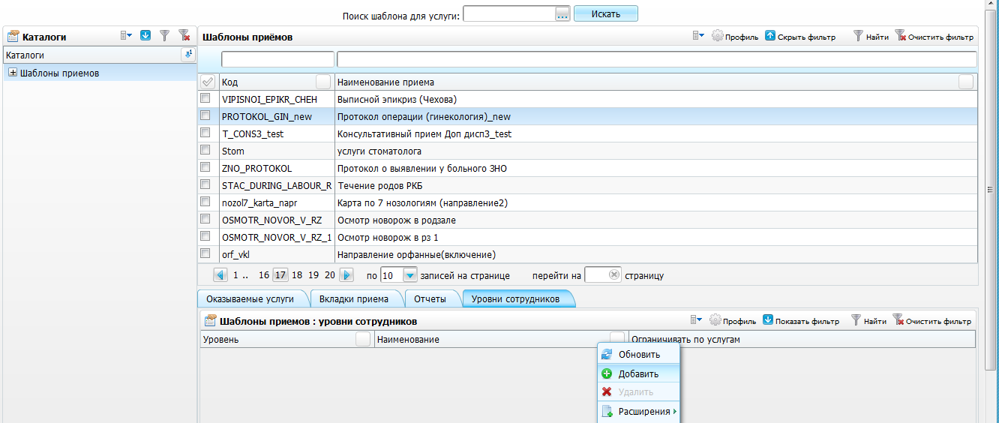 Поиск шаблона для услуги: ... Искать
Каталоги
Каталоги
Шаблоны приемов
Шаблоны приёмов Профиль Скрыть фильтр Найти Очистить фильтр
Код Наименование приема
VIPISNOI_EPIKR_CHEH Выписной эпикриз (Чехова)
PROTOKOL_GIN_new Протокол операции (гинекология)_new
T_CONS3_test Консультативный прием Доп дисп3_test
Stom услуги стоматолога
ZNO_PROTOKOL Протокол о выявлении у больного ЗНО
STAC_DURING_LABOUR_R Течение родов РКБ
nozol7_karta_napr Карта по 7 нозологиям (направление2)
OSMOTR_NOVOR_V_RZ Осмотр новорож в родзале
OSMOTR_NOVOR_V_RZ_1 Осмотр новорож в рз 1
orf_vkl Направление орфанные(включение)
1 .. 16 17 18 19 20 по 10 записей на странице перейти на страницу
Оказываемые услуги Вкладки приема Отчеты Уровни сотрудников
Шаблоны приемов : уровни сотрудников Профиль Показать фильтр Найти Очистить фильтр
Уровень Наименование Ограничивать по услугам
Обновить
Добавить
Удалить
Расширения